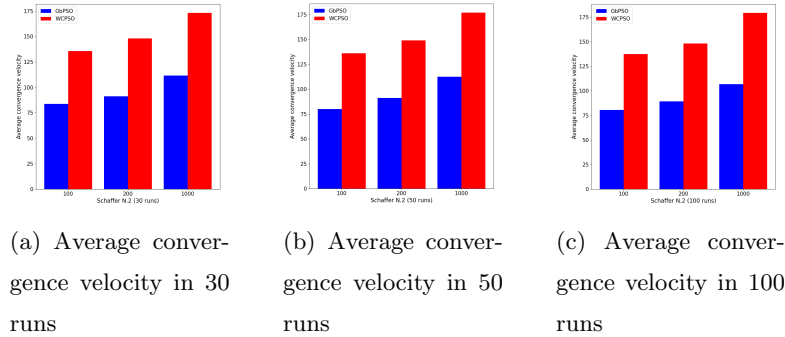 GbPSO
WCPSO
175
150
125
100
75
50
25
0
Average convergence velocity
100 200 1000
Schaffer N.2 (30 runs)
GbPSO
WCPSO
175
150
125
100
75
50
25
0
Average convergence velocity
100 200 1000
Schaffer N.2 (50 runs)
GbPSO
WCPSO
175
150
125
100
75
50
25
0
Average convergence velocity
100 200 1000
Schaffer N.2 (100 runs)
(a) Average conver-
gence velocity in 30
runs
(b) Average conver-
gence velocity in 50
runs
(c) Average conver-
gence velocity in 100
runs